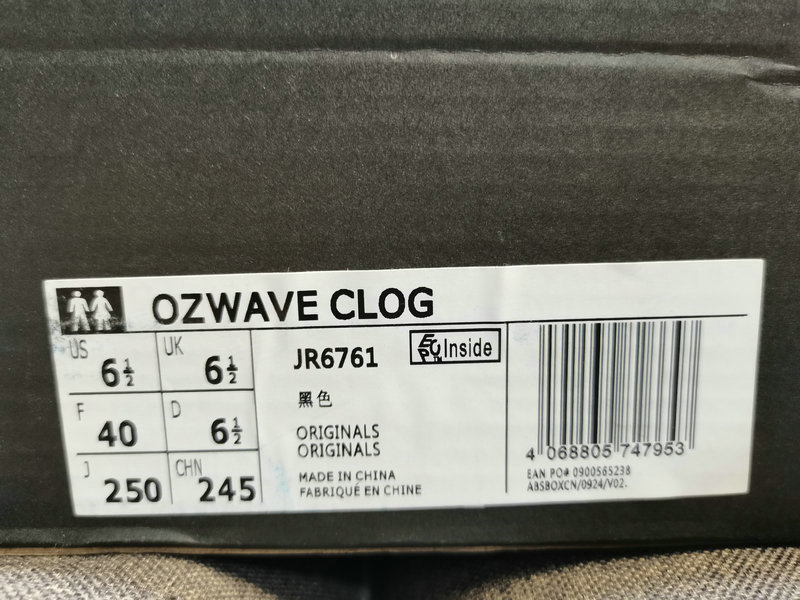 OZWAVE CLOG
US 6½ UK 6½
F 40 D 6½
J 250 CHN 245
JR6761
Inside
黑色
ORIGINALS
ORIGINALS
MADE IN CHINA
FABRIQUÉ EN CHINE
4 068805 747953
EAN PO# 0900565238
ABSBOXCN/0924/V02.